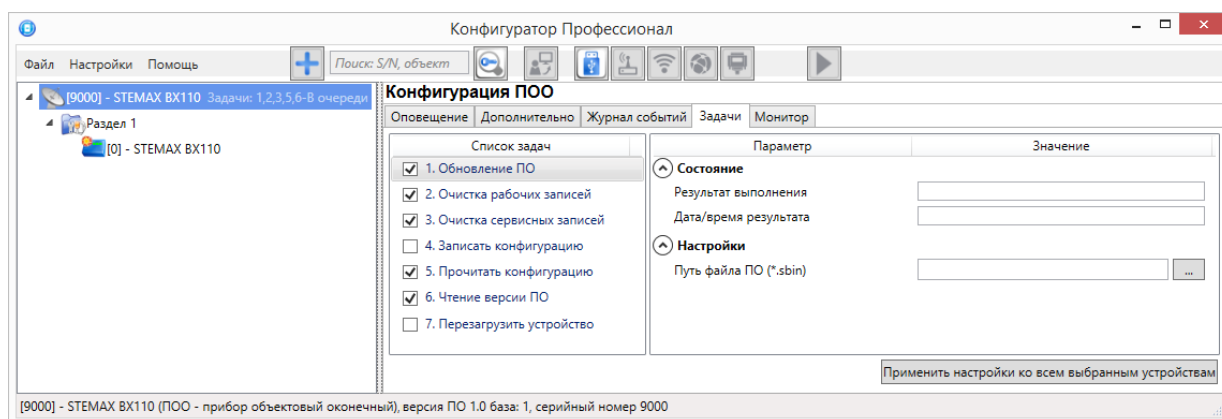 Конфигуратор Профессионал
Файл Настройки Помощь Поиск: S/N, объект
[9000] - STEMAX BX110 Задачи: 1,2,3,5,6-В очереди
Раздел 1
[0] - STEMAX BX110
Конфигурация ПОО
Оповещение Дополнительно Журнал событий Задачи Монитор
Список задач
1. Обновление ПО
2. Очистка рабочих записей
3. Очистка сервисных записей
4. Записать конфигурацию
5. Прочитать конфигурацию
6. Чтение версии ПО
7. Перезагрузить устройство
Параметр Значение
Состояние
Результат выполнения
Дата/время результата
Настройки
Путь файла ПО (*.sbin) ...
Применить настройки ко всем выбранным устройствам
[9000] - STEMAX BX110 (ПОО - прибор объектовый оконечный), версия ПО 1.0 база: 1, серийный номер 9000